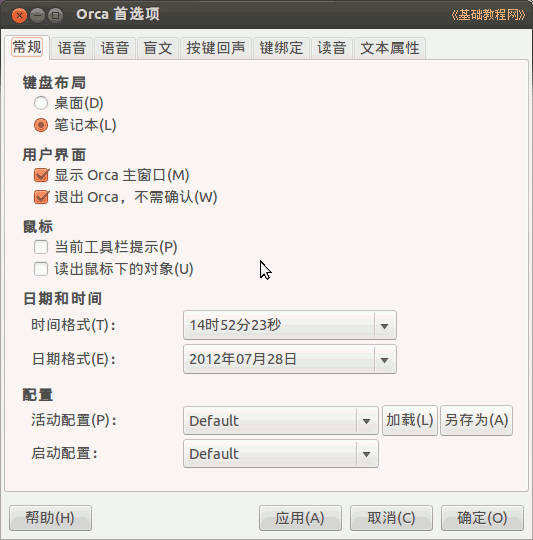 Orca 首选项
《基础教程网》
常规 语音 语音 盲文 按键回声 键绑定 读音 文本属性
键盘布局
桌面(D)
笔记本(L)
用户界面
显示 Orca 主窗口(M)
退出 Orca，不需确认(W)
鼠标
当前工具栏提示(P)
读出鼠标下的对象(U)
日期和时间
时间格式(T)： 14时52分23秒
日期格式(E)： 2012年07月28日
配置
活动配置(P)： Default 加载(L) 另存为(A)
启动配置： Default
帮助(H) 应用(A) 取消(C) 确定(O)